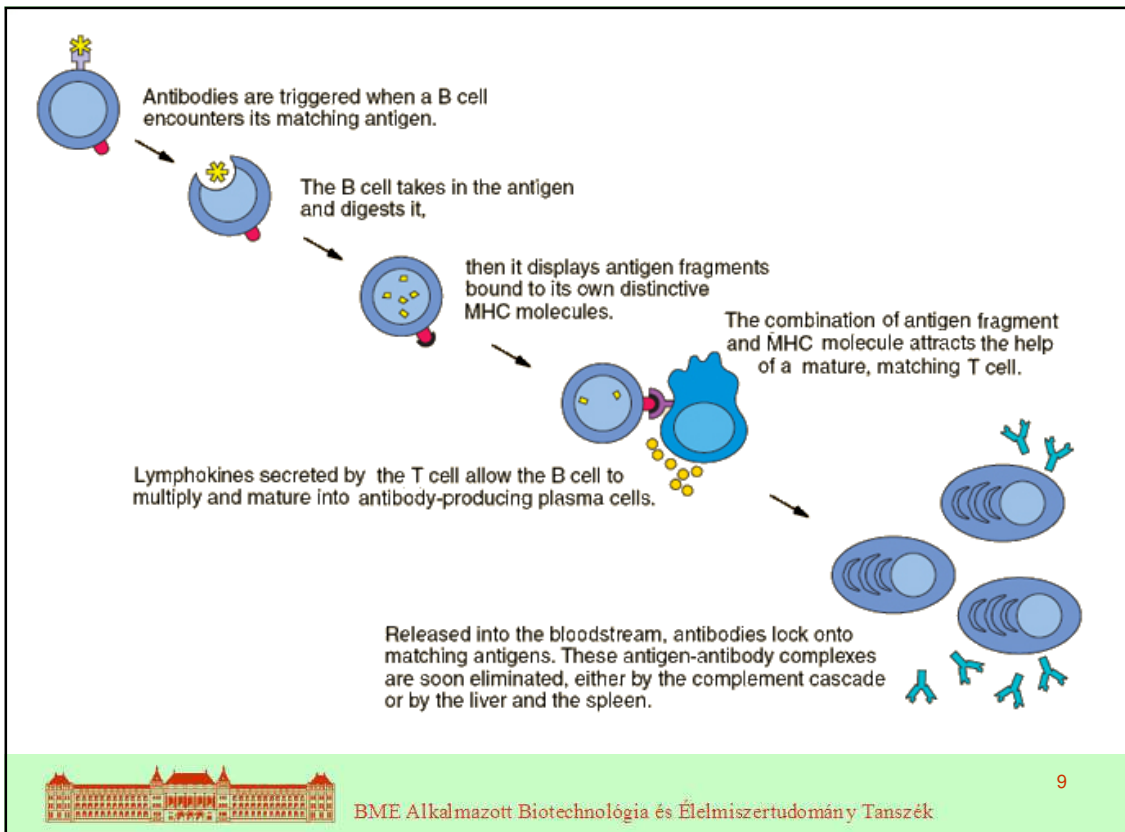 Antibodies are triggered when a B cell
encounters its matching antigen.
The B cell takes in the antigen
and digests it,
then it displays antigen fragments
bound to its own distinctive
MHC molecules.
The combination of antigen fragment
and MHC molecule attracts the help
of a mature, matching T cell.
Lymphokines secreted by the T cell allow the B cell to
multiply and mature into antibody-producing plasma cells.
Released into the bloodstream, antibodies lock onto
matching antigens. These antigen-antibody complexes
are soon eliminated, either by the complement cascade
or by the liver and the spleen.
BME Alkalmazott Biotechnológia és Élelmiszertudomány Tanszék
9